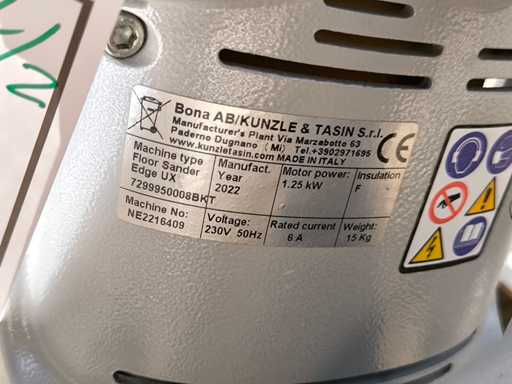 Bona AB/KUNZLE & TASIN S.r.l.
Manufacturer's Plant Via Marzabotto 63
Paderno Dugnano (Mi) Tel.+3902971695
www.kunzletasin.com MADE IN ITALY
CE
Machine type
Floor Sander
Edge UX
7299950008BKT
Manufact.
Year
2022
Motor power:
1.25 kW
Insulation
F
Machine No:
NE2216409
Voltage:
230V 50Hz
Rated current
6 A
Weight:
15 Kg